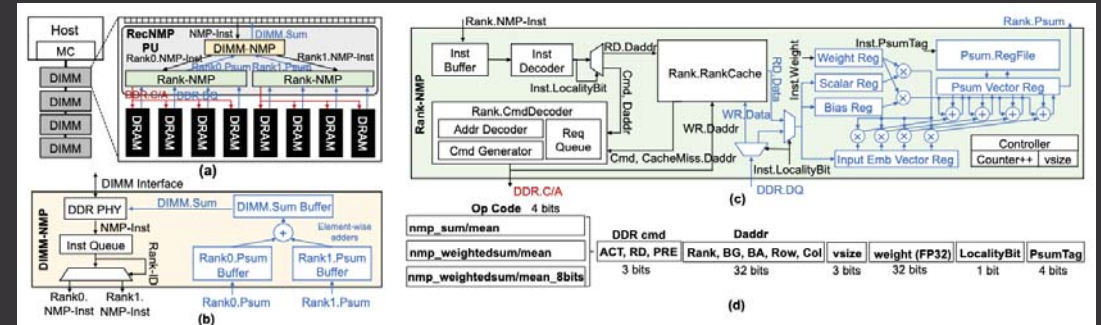 Host
MC
DIMM
DIMM
DIMM
DIMM
RecNMP
PU
NMP-Inst
DIMM.Sum
DIMM-NMP
Rank0.NMP-Inst
Rank1.NMP-Inst
Rank0.Psum
Rank1.Psum
Rank-NMP
Rank-NMP
DDR.C/A
DDR.DQ
DRAM
DRAM
DRAM
DRAM
DRAM
DRAM
DRAM
DRAM
(a)
DIMM Interface
DIMM-NMP
DDR PHY
DIMM.Sum
DIMM.Sum Buffer
NMP-Inst
Inst Queue
Rank-ID
Element-wise
adders
Rank0.Psum
Buffer
Rank1.Psum
Buffer
Rank0.
NMP-Inst
Rank1.
NMP-Inst
Rank0.Psum
Rank1.Psum
(b)
Rank.NMP-Inst
Rank.Psum
Rank-NMP
Inst
Buffer
Inst
Decoder
RD.Daddr
Inst.LocalityBit
Cmd, Daddr
Rank.RankCache
RD.Data
Inst.Weight
Inst.PsumTag
Weight Reg
Scalar Reg
Bias Reg
Psum.RegFile
Psum Vector Reg
Rank.CmdDecoder
Addr Decoder
Cmd Generator
Req
Queue
WR.Data
WR.Daddr
Cmd, CacheMiss.Daddr
Inst.LocalityBit
Input Emb Vector Reg
Controller
Counter++
vsize
DDR.C/A
DDR.DQ
(c)
Op Code 4 bits
nmp_sum/mean
nmp_weightedsum/mean
nmp_weightedsum/mean_8bits
DDR cmd
Daddr
ACT, RD, PRE
Rank, BG, BA, Row, Col
vsize
weight (FP32)
LocalityBit
PsumTag
3 bits
32 bits
3 bits
32 bits
1 bit
4 bits
(d)